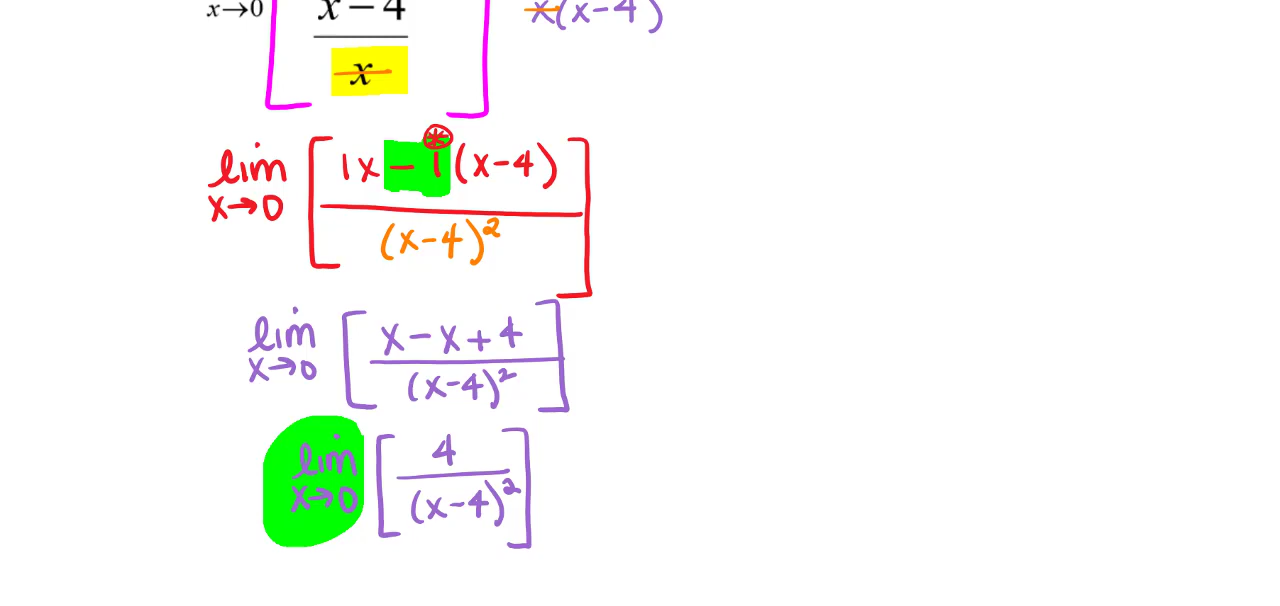 x→0 [ x − 4 ] x(x−4)
x
lim x→0 [ 1x − 1 * (x−4) / (x−4)² ]
lim x→0 [ x − x + 4 / (x−4)² ]
lim x→0 [ 4 / (x−4)² ]